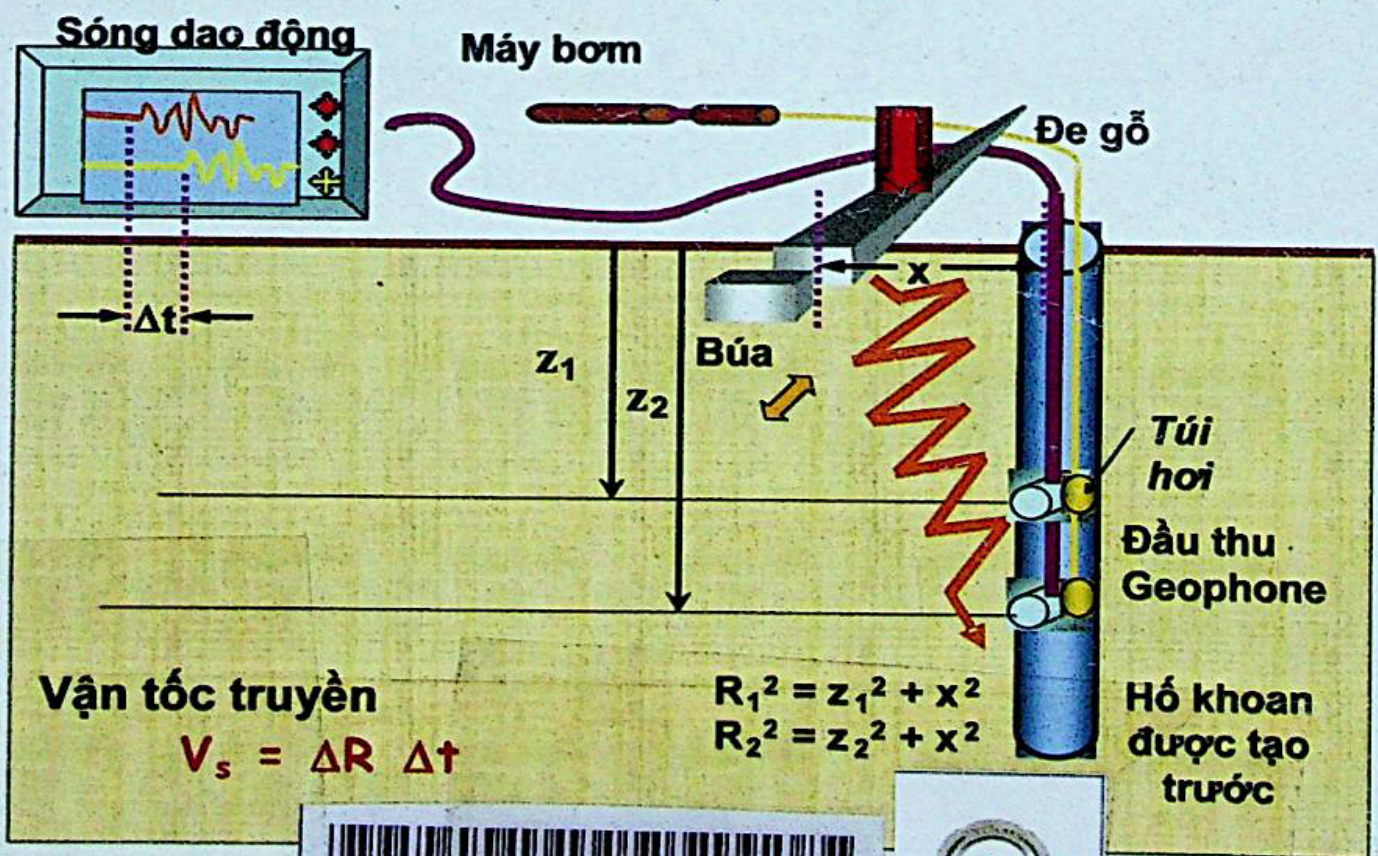 Sóng dao động
Máy bơm
Đe gỗ
x
Δt
z₁
z₂
Búa
Túi
hơi
Đầu thu
Geophone
Vận tốc truyền
Vₛ = ΔR Δt
R₁² = z₁² + x²
R₂² = z₂² + x²
Hố khoan
được tạo
trước